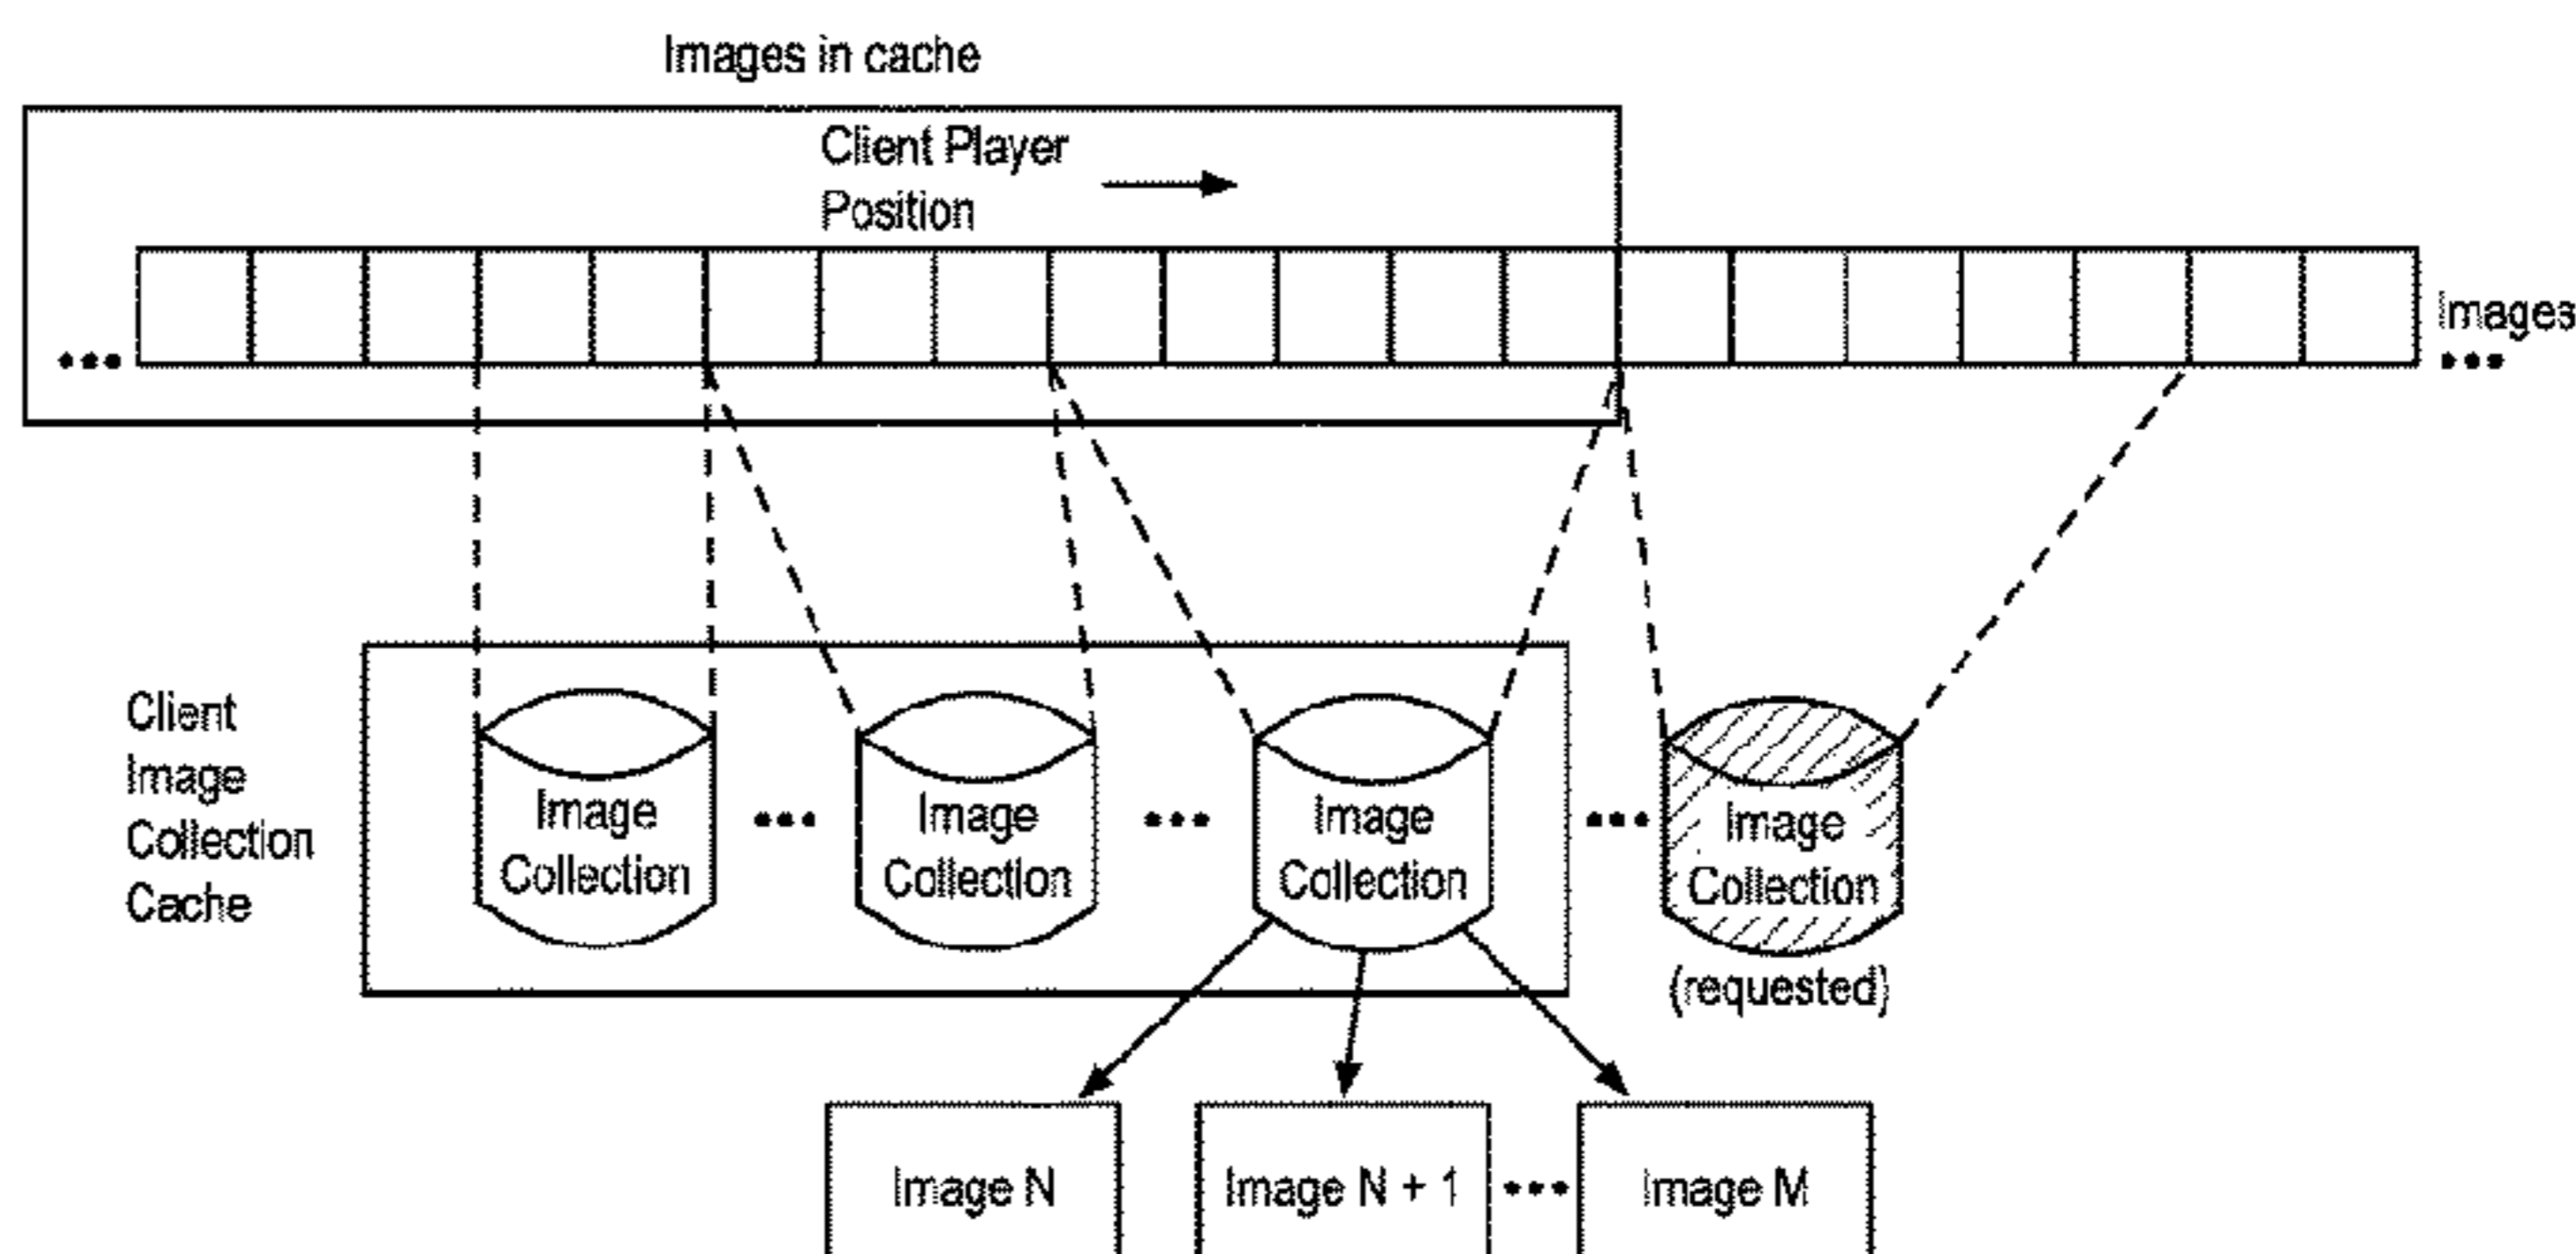 Images in cache
Client Player
Position
Images
•••
•••
Client
Image
Collection
Cache
Image
Collection
•••
Image
Collection
•••
Image
Collection
•••
Image
Collection
(requested)
Image N
Image N + 1
•••
Image M